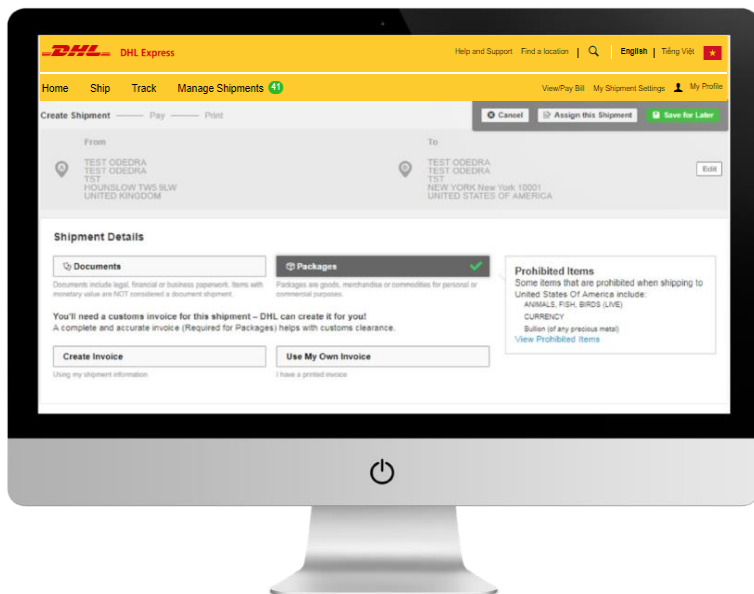 DHL DHL Express
Help and Support Find a location | English | Tiếng Việt
Home Ship Track Manage Shipments 41
View/Pay Bill My Shipment Settings My Profile
Create Shipment Pay Print
Cancel Assign this Shipment Save for Later
From
TEST ODEDRA
TEST ODEDRA
TST
HOUNSLOW TW5 9LW
UNITED KINGDOM
To
TEST ODEDRA
TEST ODEDRA
TST
NEW YORK New York 10001
UNITED STATES OF AMERICA
Edit
Shipment Details
Documents
Documents include legal, financial or business paperwork. Items with
monetary value are NOT considered a document shipment.
Packages
Packages are goods, merchandise or commodities for personal or
commercial purposes.
You'll need a customs invoice for this shipment – DHL can create it for you!
A complete and accurate invoice (Required for Packages) helps with customs clearance.
Create Invoice
Using my shipment information
Use My Own Invoice
I have a printed invoice
Prohibited Items
Some items that are prohibited when shipping to
United States Of America include:
ANIMALS, FISH, BIRDS (LIVE)
CURRENCY
Bullion (of any precious metal)
View Prohibited Items